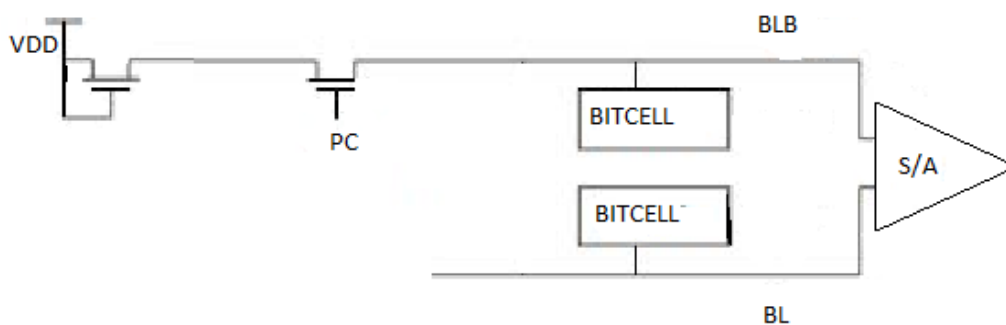 BLB
VDD
BITCELL
PC
S/A
BITCELL
BL